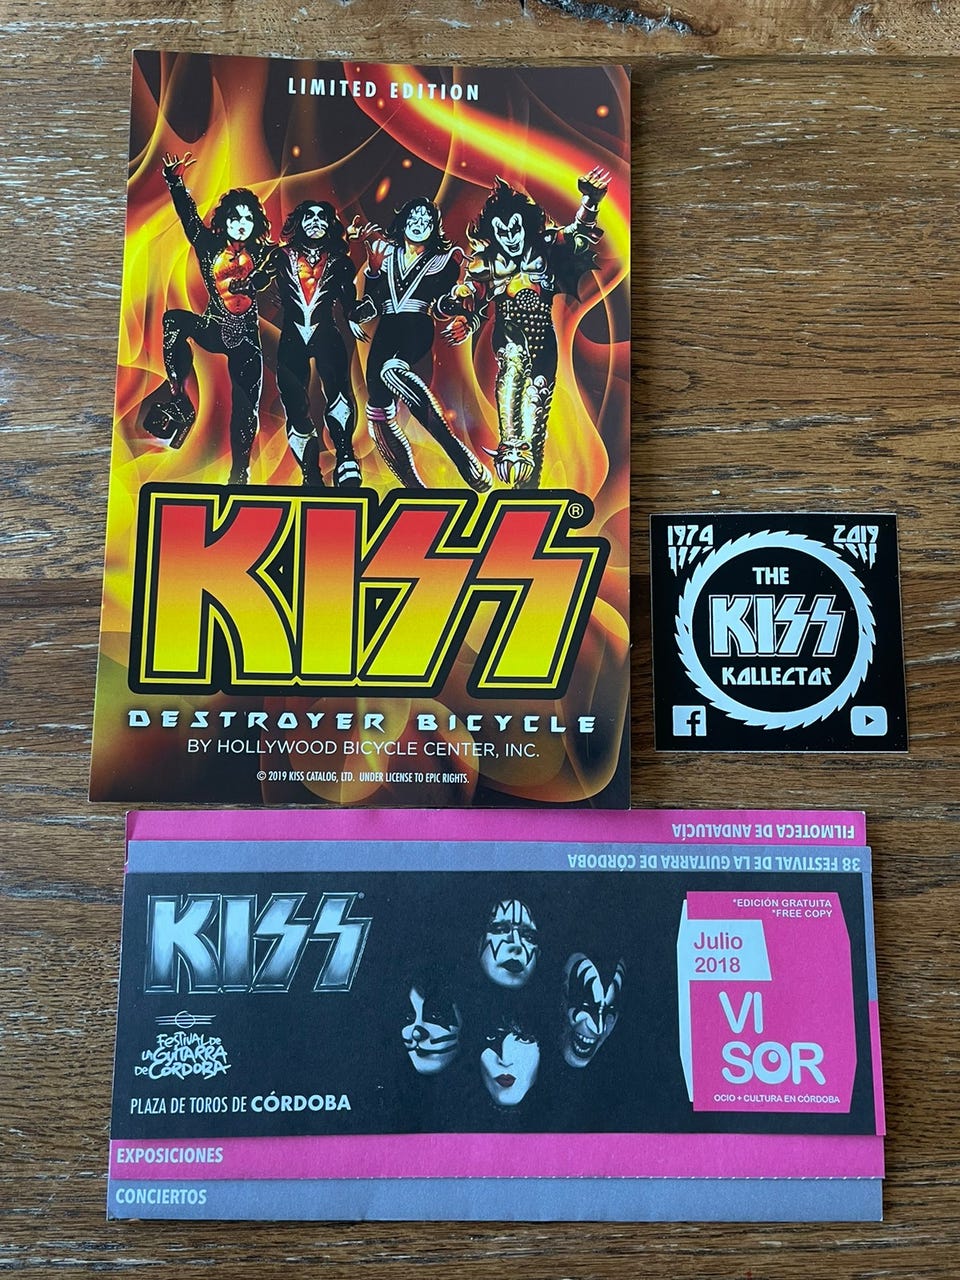 LIMITED EDITION
KISS®
DESTROYER BICYCLE
BY HOLLYWOOD BICYCLE CENTER, INC.
© 2019 KISS CATALOG, LTD. UNDER LICENSE TO EPIC RIGHTS.
1974 2019
THE
KISS
KOLLECTOR
f
FILMOTECA DE ANDALUCÍA
38 FESTIVAL DE LA GUITARRA DE CÓRDOBA
KISS
FESTIVAL DE
LA GUITARRA
DE CÓRDOBA
PLAZA DE TOROS DE CÓRDOBA
*EDICIÓN GRATUITA
*FREE COPY
Julio
2018
VI
SOR
OCIO + CULTURA EN CÓRDOBA
EXPOSICIONES
CONCIERTOS